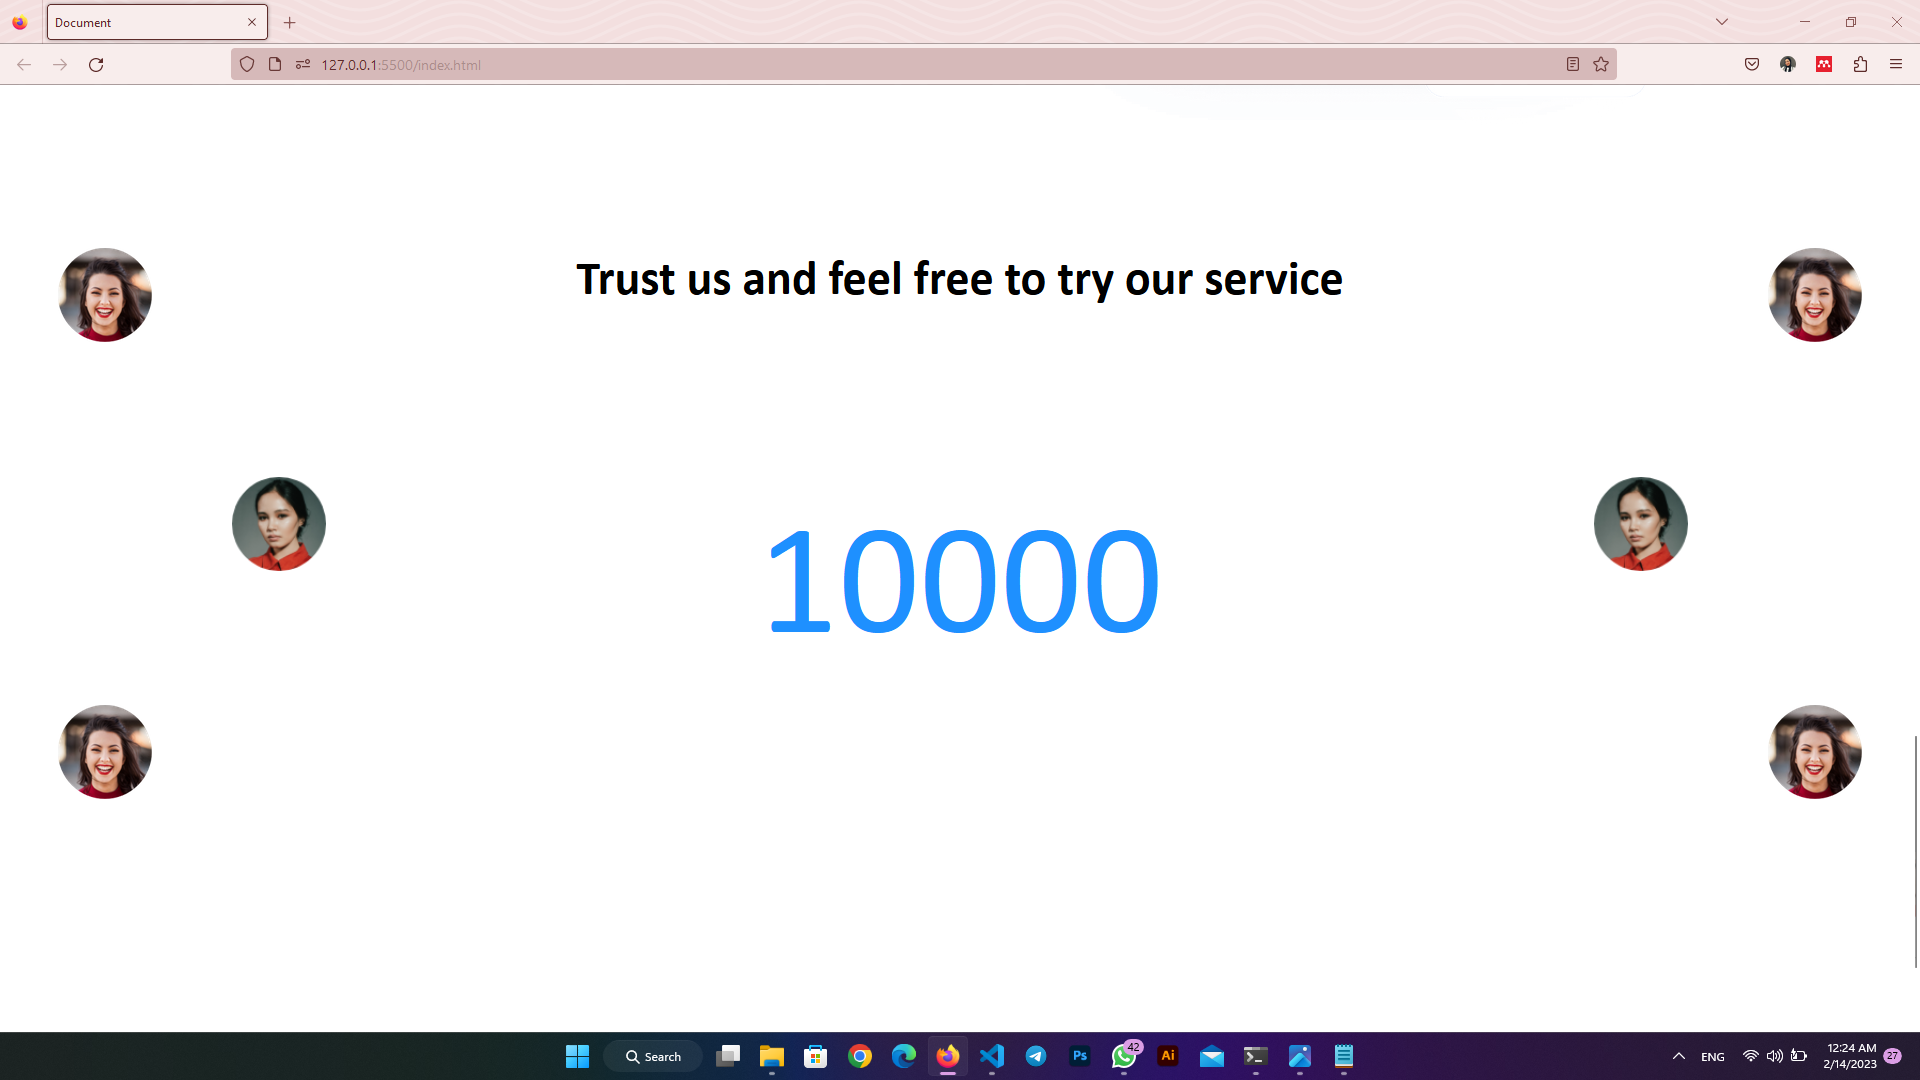 Document
127.0.0.1:5500/index.html
Trust us and feel free to try our service
10000
Search
Ps
42
Ai
ENG
12:24 AM
2/14/2023
27